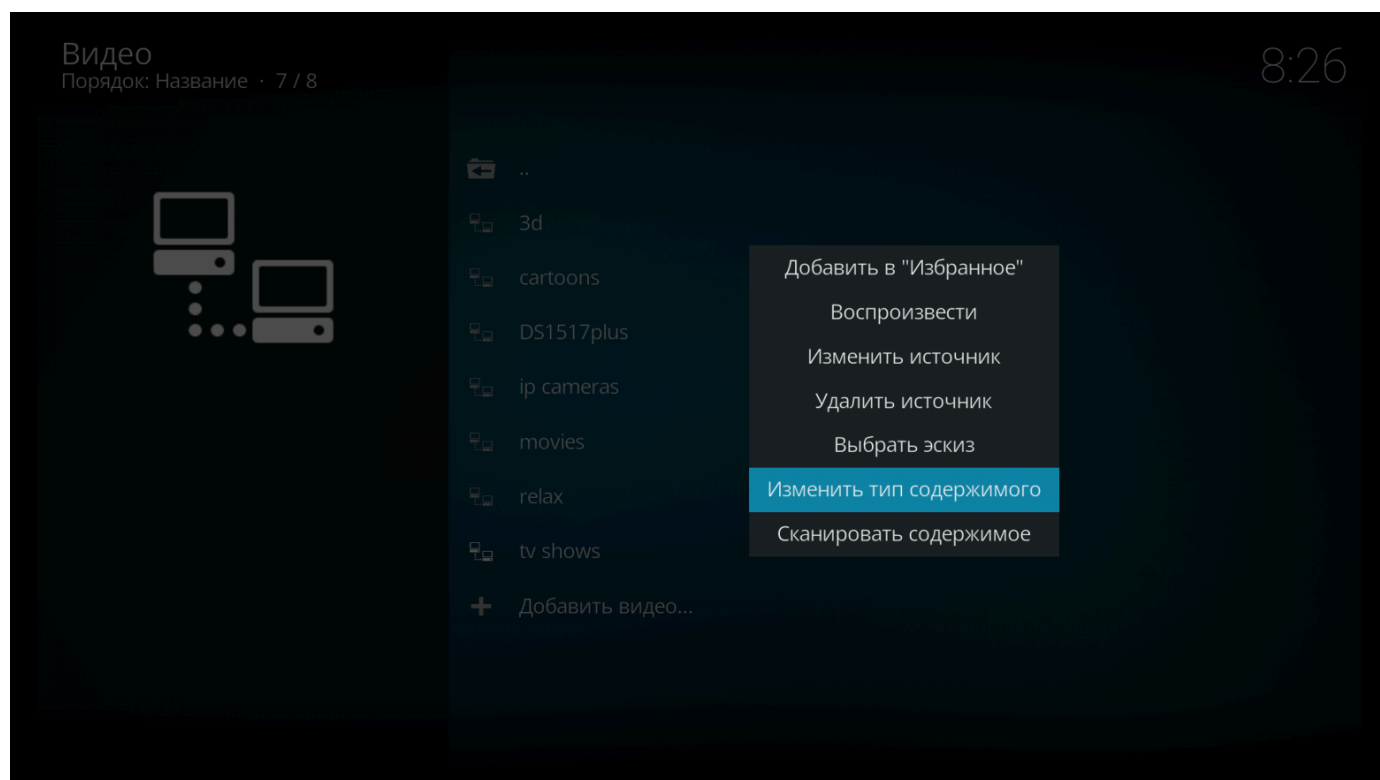 Видео
Порядок: Название · 7 / 8
8:26
..
3d
cartoons
DS1517plus
ip cameras
movies
relax
tv shows
Добавить видео...
Добавить в "Избранное"
Воспроизвести
Изменить источник
Удалить источник
Выбрать эскиз
Изменить тип содержимого
Сканировать содержимое